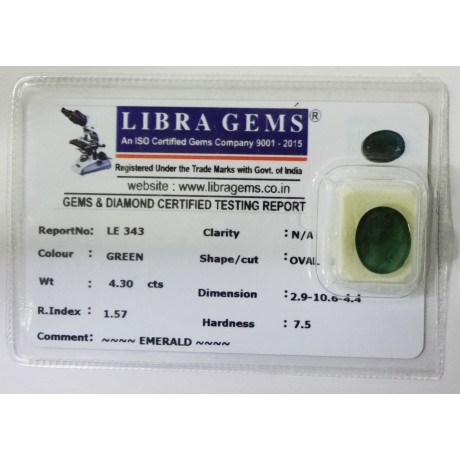 LIBRA GEMS ®
An ISO Certified Gems Company 9001 - 2015
Registered Under the Trade Marks with Govt. of India
website : www.libragems.co.in
GEMS & DIAMOND CERTIFIED TESTING REPORT
ReportNo: LE 343 Clarity : N/A
Colour : GREEN Shape/cut : OVAL
Wt : 4.30 cts Dimension : 2.9-10.6-4.4
R.Index : 1.57 Hardness : 7.5
Comment: ~~~~ EMERALD ~~~~